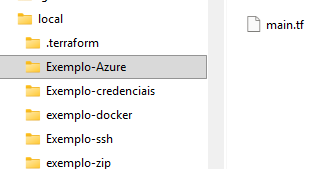 local
.terraform
Exemplo-Azure
Exemplo-credenciais
exemplo-docker
Exemplo-ssh
exemplo-zip
main.tf